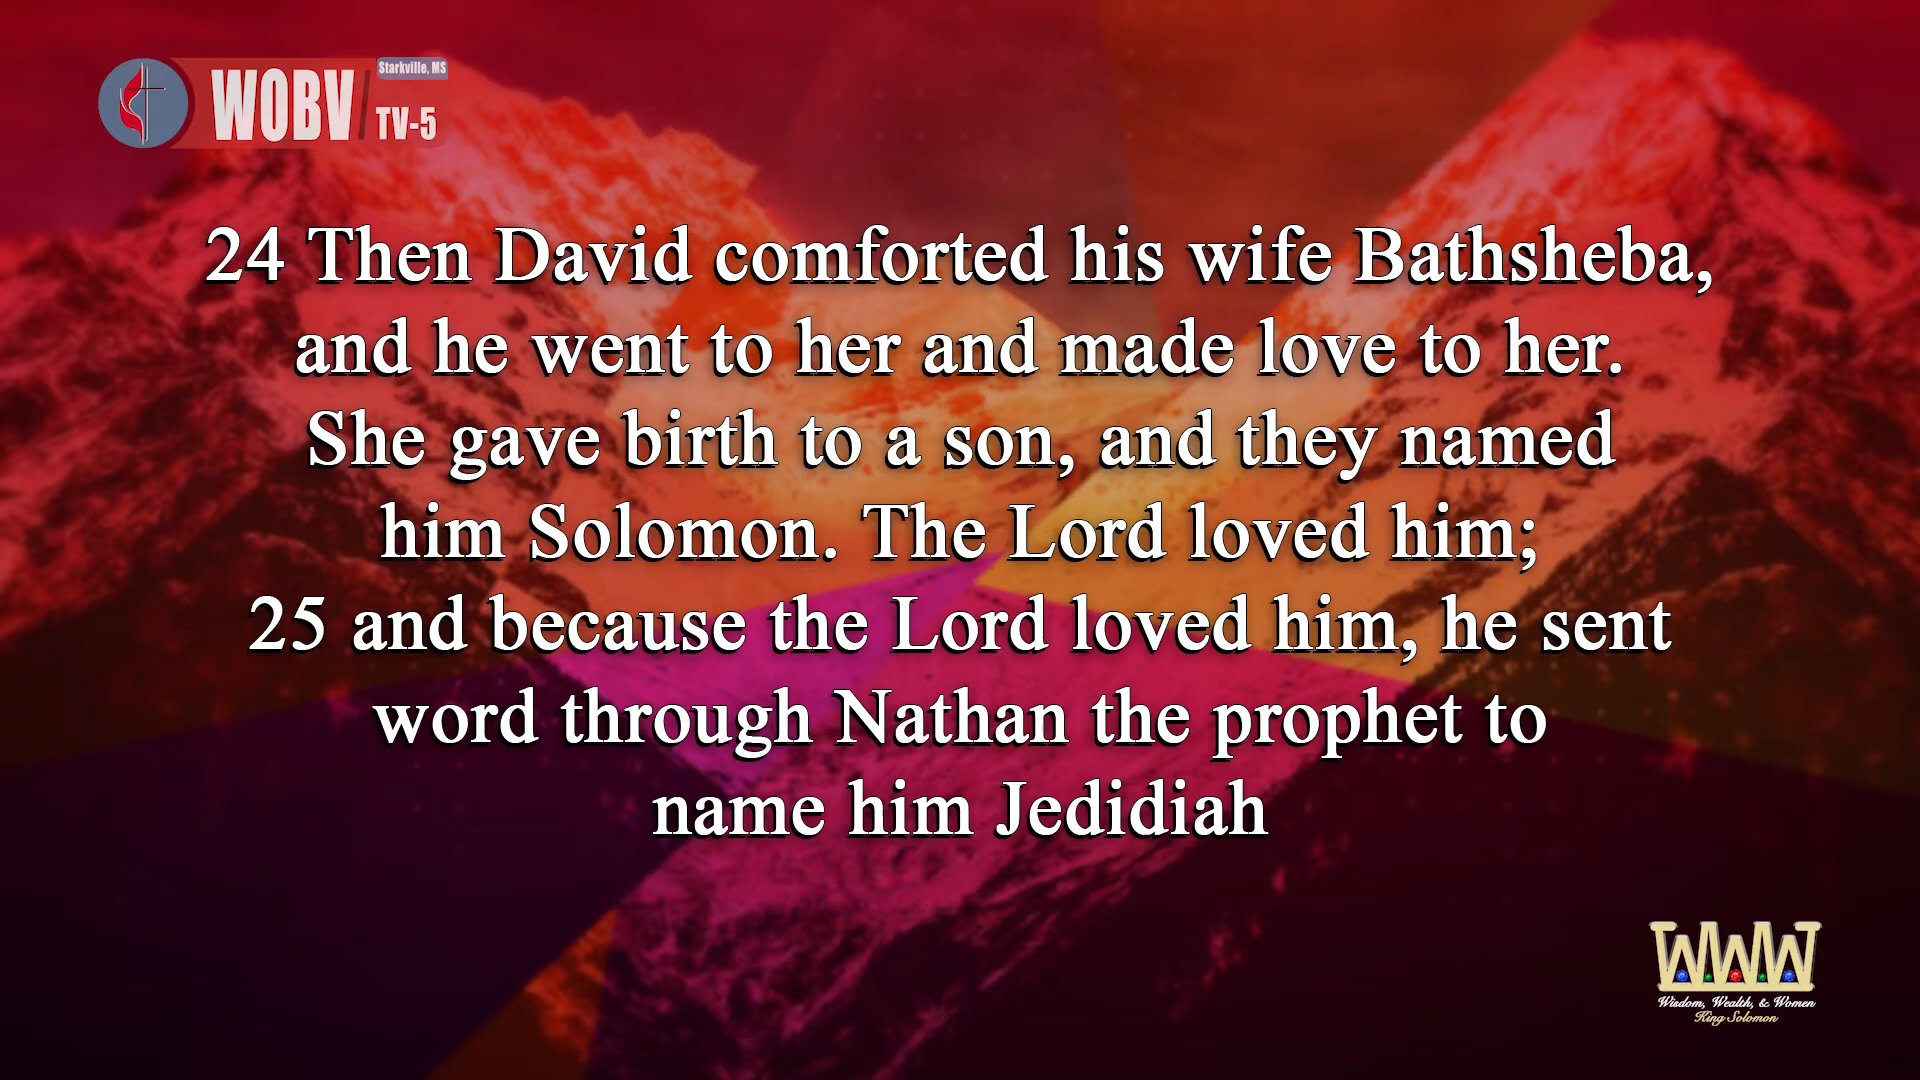 WOBV
Starkville, MS
TV-5
24 Then David comforted his wife Bathsheba,
and he went to her and made love to her.
She gave birth to a son, and they named
him Solomon. The Lord loved him;
25 and because the Lord loved him, he sent
word through Nathan the prophet to
name him Jedidiah
WWW
Wisdom, Wealth, & Women
King Solomon